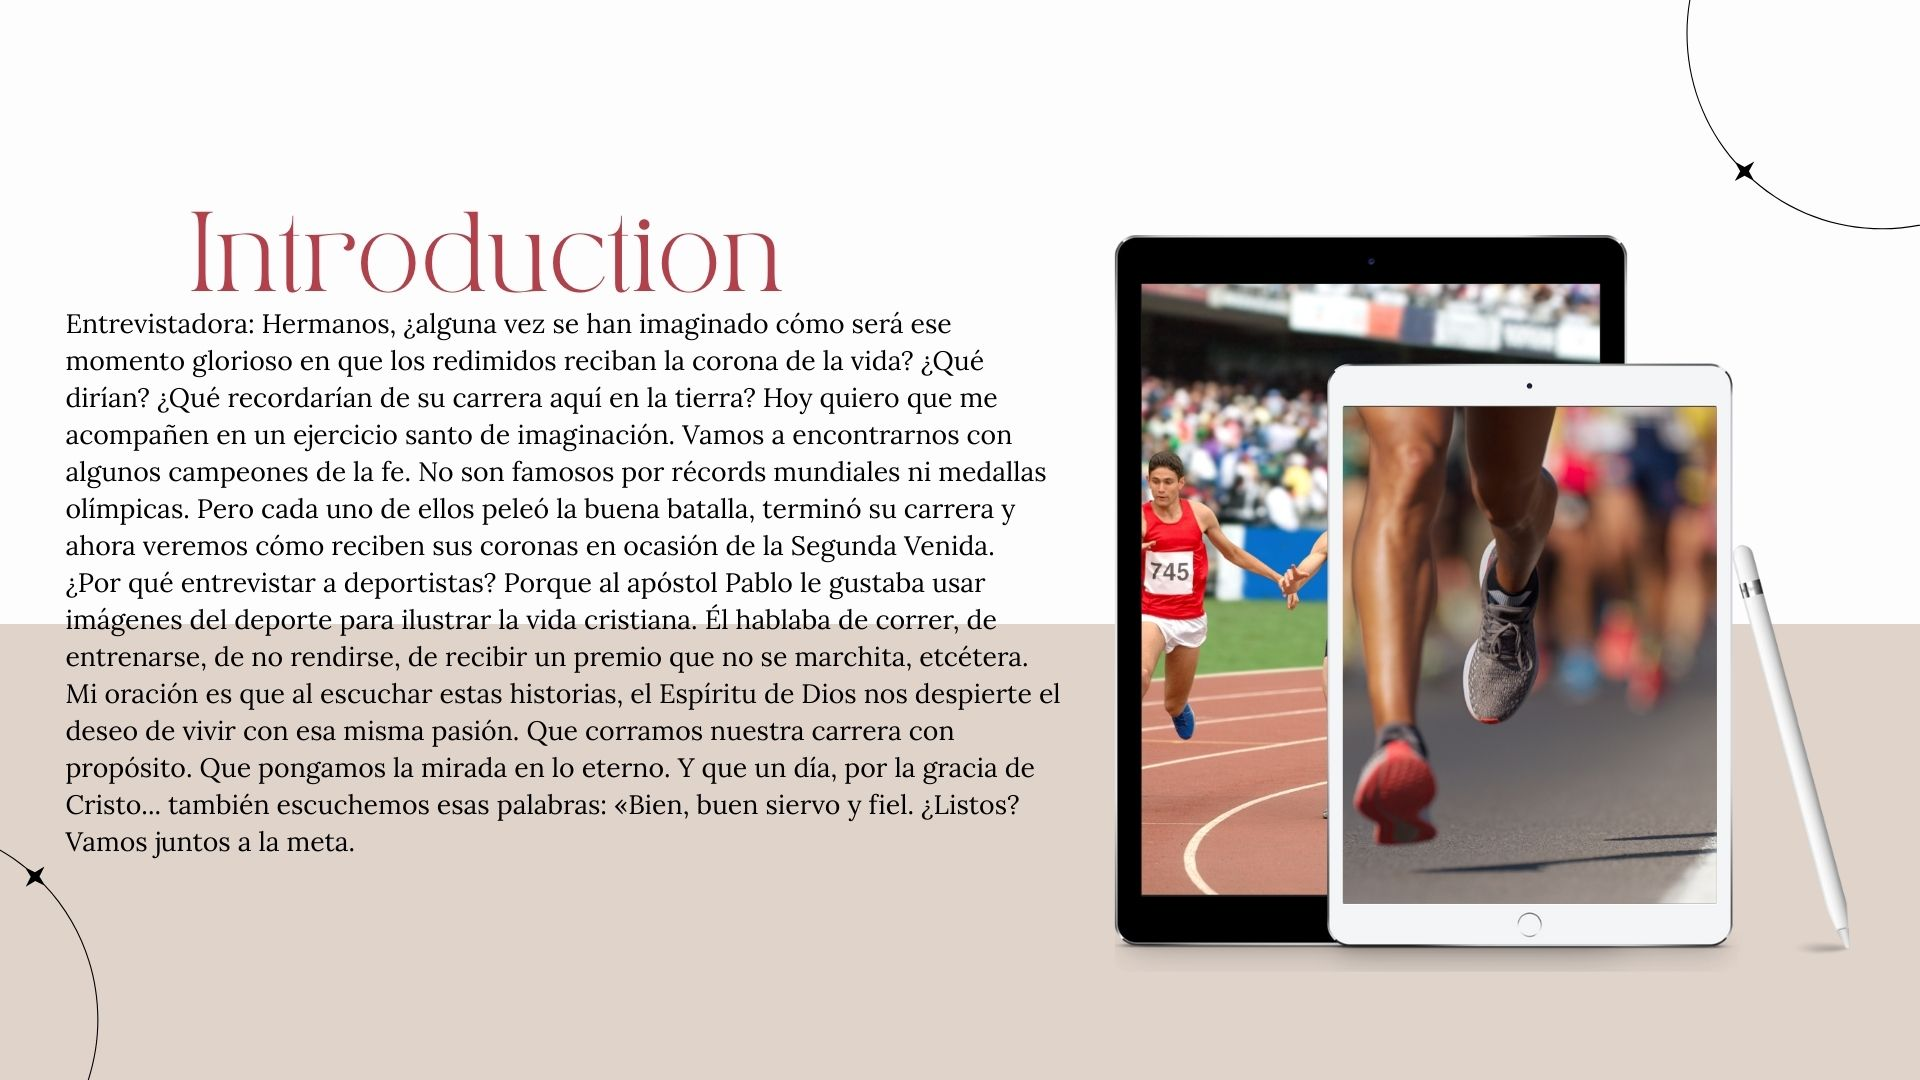 Introduction
Entrevistadora: Hermanos, ¿alguna vez se han imaginado cómo será ese
momento glorioso en que los redimidos reciban la corona de la vida? ¿Qué
dirían? ¿Qué recordarían de su carrera aquí en la tierra? Hoy quiero que me
acompañen en un ejercicio santo de imaginación. Vamos a encontrarnos con
algunos campeones de la fe. No son famosos por récords mundiales ni medallas
olímpicas. Pero cada uno de ellos peleó la buena batalla, terminó su carrera y
ahora veremos cómo reciben sus coronas en ocasión de la Segunda Venida.
¿Por qué entrevistar a deportistas? Porque al apóstol Pablo le gustaba usar
imágenes del deporte para ilustrar la vida cristiana. Él hablaba de correr, de
entrenarse, de no rendirse, de recibir un premio que no se marchita, etcétera.
Mi oración es que al escuchar estas historias, el Espíritu de Dios nos despierte el
deseo de vivir con esa misma pasión. Que corramos nuestra carrera con
propósito. Que pongamos la mirada en lo eterno. Y que un día, por la gracia de
Cristo... también escuchemos esas palabras: «Bien, buen siervo y fiel. ¿Listos?
Vamos juntos a la meta.
745